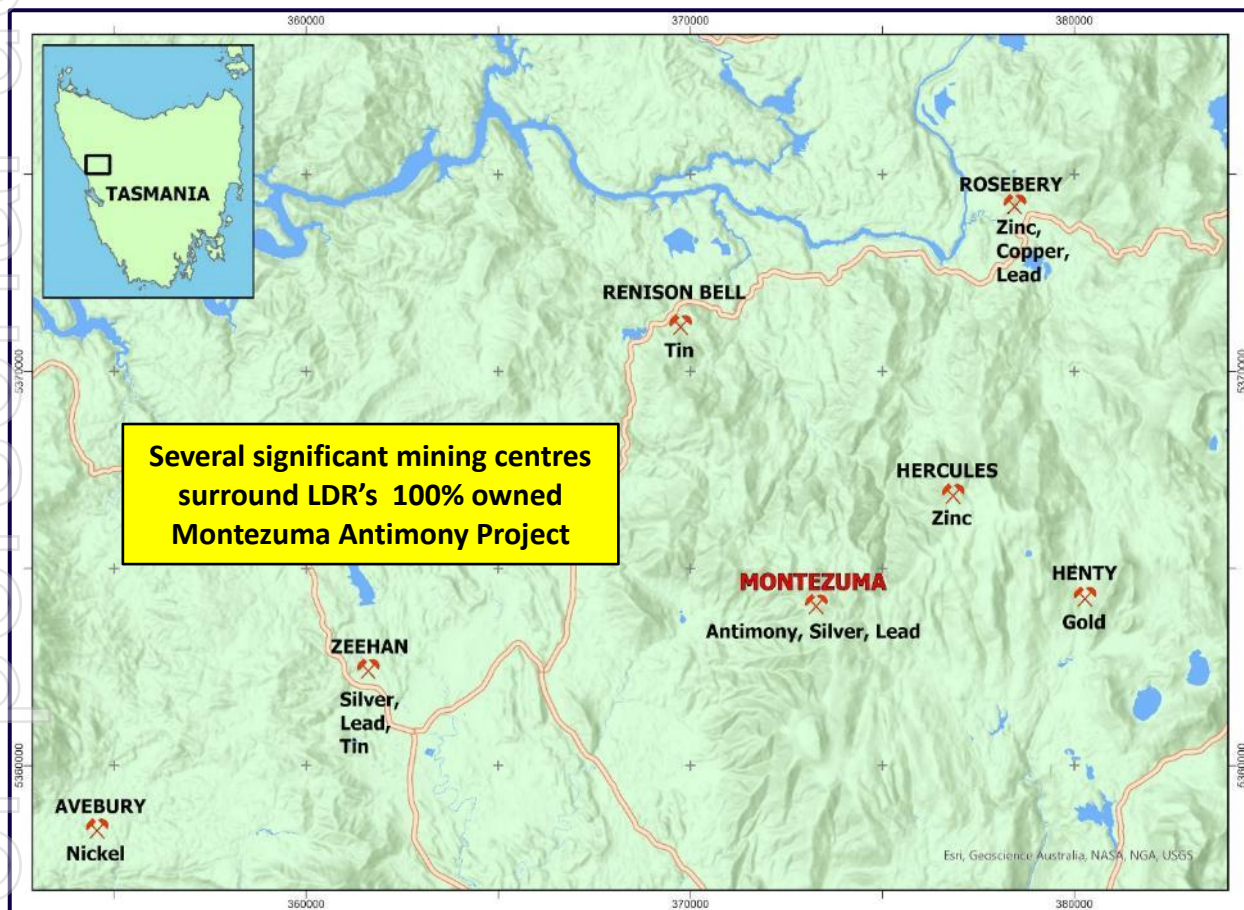 360000
370000
380000
TASMANIA
ROSEBERY
Zinc,
Copper,
Lead
RENISON BELL
Tin
5370000
5370000
Several significant mining centres
surround LDR's 100% owned
Montezuma Antimony Project
HERCULES
Zinc
MONTEZUMA
Antimony, Silver, Lead
HENTY
Gold
ZEEHAN
Silver,
Lead,
Tin
5360000
5360000
AVEBURY
Nickel
Esri, Geoscience Australia, NASA, NGA, USGS
360000
370000
380000